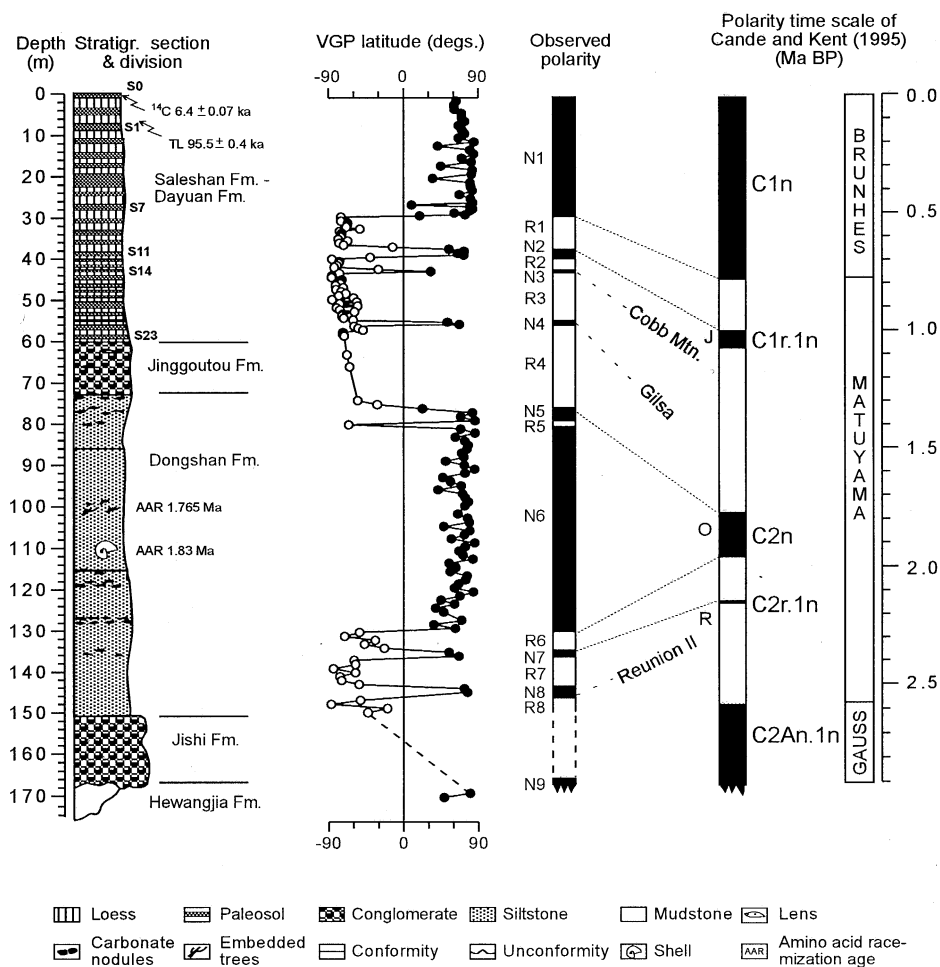 Depth (m)
Stratigr. section & division
VGP latitude (degs.)
Observed polarity
Polarity time scale of
Cande and Kent (1995)
(Ma BP)
-90 0 90
0
10
20
30
40
50
60
70
80
90
100
110
120
130
140
150
160
170
S0
14C 6.4 ± 0.07 ka
S1
TL 95.5 ± 0.4 ka
Saleshan Fm. -
Dayuan Fm.
S7
S11
S14
S23
Jinggoutou Fm.
Dongshan Fm.
AAR 1.765 Ma
AAR 1.83 Ma
Jishi Fm.
Hewangjia Fm.
-90 0 90
N1
R1
N2
R2
N3
R3
N4
R4
N5
R5
N6
R6
N7
R7
N8
R8
N9
Cobb Mtn.
Gilsa
Reunion II
J
O
R
C1n
C1r.1n
C2n
C2r.1n
C2An.1n
BRUNHES
MATUYAMA
GAUSS
0.0
0.5
1.0
1.5
2.0
2.5
Loess
Paleosol
Conglomerate
Siltstone
Mudstone
Lens
Carbonate nodules
Embedded trees
Conformity
Unconformity
Shell
AAR
Amino acid race-
mization age